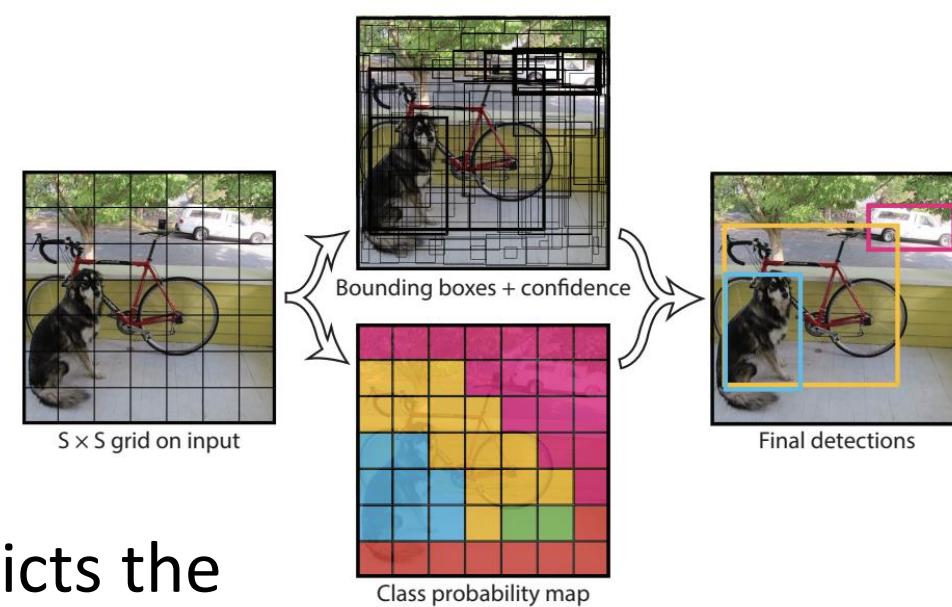 Bounding boxes + confidence
S × S grid on input
Final detections
icts the
Class probability map